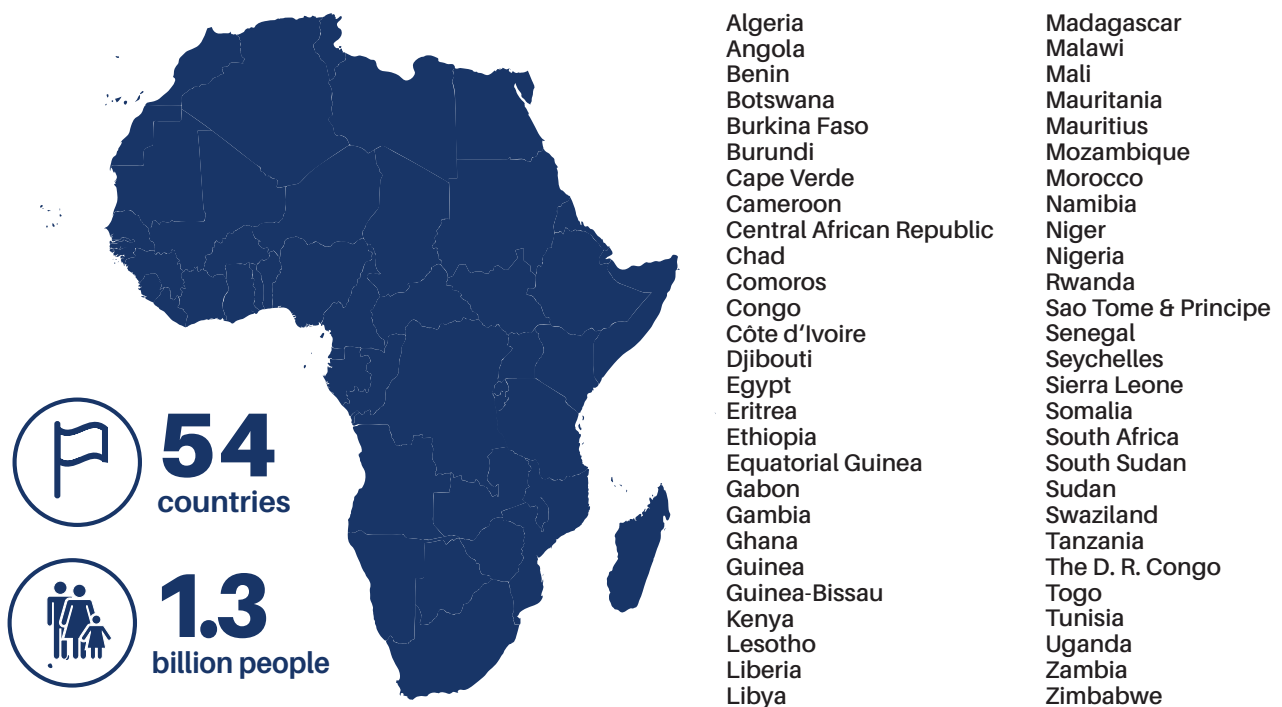 54
countries
1.3
billion people
Algeria
Angola
Benin
Botswana
Burkina Faso
Burundi
Cape Verde
Cameroon
Central African Republic
Chad
Comoros
Congo
Côte d‘Ivoire
Djibouti
Egypt
Eritrea
Ethiopia
Equatorial Guinea
Gabon
Gambia
Ghana
Guinea
Guinea-Bissau
Kenya
Lesotho
Liberia
Libya
Madagascar
Malawi
Mali
Mauritania
Mauritius
Mozambique
Morocco
Namibia
Niger
Nigeria
Rwanda
Sao Tome & Principe
Senegal
Seychelles
Sierra Leone
Somalia
South Africa
South Sudan
Sudan
Swaziland
Tanzania
The D. R. Congo
Togo
Tunisia
Uganda
Zambia
Zimbabwe